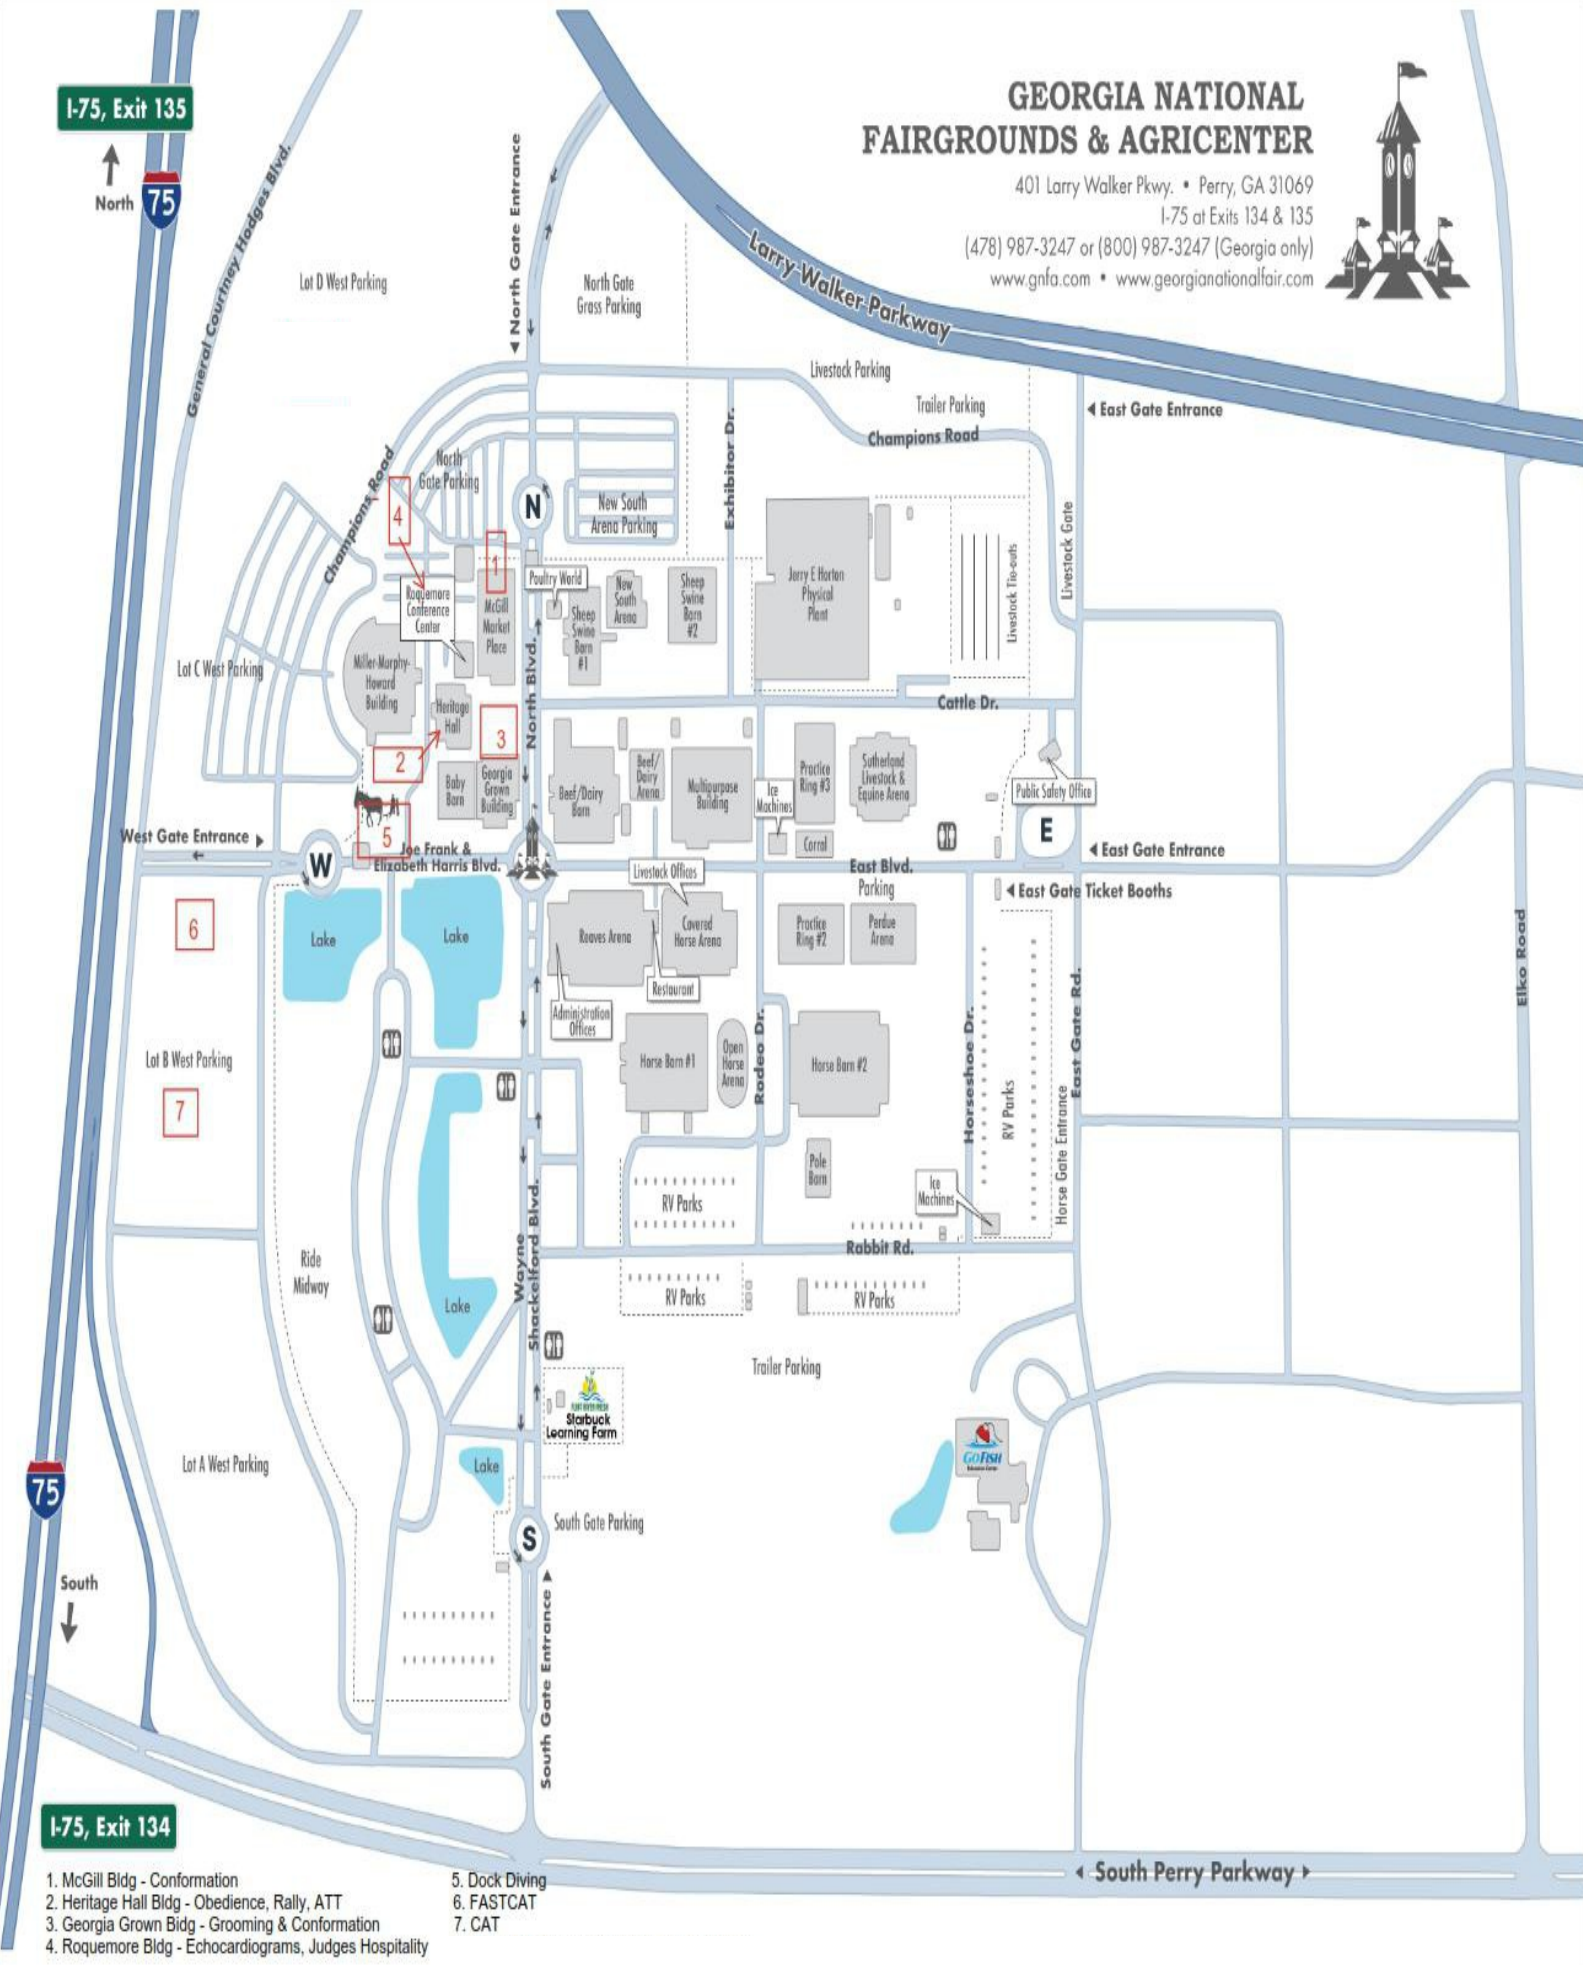 I-75, Exit 135
North
75
General Courtney Hodges Blvd.
GEORGIA NATIONAL
FAIRGROUNDS & AGRICENTER
401 Larry Walker Pkwy. • Perry, GA 31069
I-75 at Exits 134 & 135
(478) 987-3247 or (800) 987-3247 (Georgia only)
www.gnfa.com • www.georgianationalfair.com
Larry Walker Parkway
North Gate Entrance
Lot D West Parking
North Gate
Grass Parking
Livestock Parking
Trailer Parking
Champions Road
East Gate Entrance
Exhibitor Dr.
Champions Road
North
Gate Parking
4
N
New South
Arena Parking
Livestock Gate
Livestock Tie-outs
1
Poultry World
Roquemore
Conference
Center
McGill
Market
Place
Sheep
Swine
Barn
#1
New
South
Arena
Sheep
Swine
Barn
#2
Jerry E Horton
Physical
Plant
Lot C West Parking
Miller-Murphy-
Howard
Building
Heritage
Hall
North Blvd.
Cattle Dr.
2
3
Baby
Barn
Georgia
Grown
Building
Beef/Dairy
Barn
Beef/
Dairy
Arena
Multipurpose
Building
Ice
Machines
Practice
Ring #3
Sutherland
Livestock &
Equine Arena
Public Safety Office
Corral
E
West Gate Entrance
W
5
Joe Frank &
Elizabeth Harris Blvd.
East Blvd.
Parking
East Gate Entrance
East Gate Ticket Booths
Livestock Offices
6
Lake
Lake
Reaves Arena
Covered
Horse Arena
Practice
Ring #2
Perdue
Arena
Restaurant
Administration
Offices
Elko Road
Lot B West Parking
7
Horse Barn #1
Open
Horse
Arena
Rodeo Dr.
Horse Barn #2
Horseshoe Dr.
East Gate Rd.
RV Parks
Horse Gate Entrance
Pole
Barn
Ice
Machines
RV Parks
Rabbit Rd.
Wayne
Shackelford Blvd.
Ride
Midway
Lake
RV Parks
RV Parks
Trailer Parking
FLINT RIVER FRESH
Starbuck
Learning Farm
Lot A West Parking
Lake
GO FISH
Education Center
75
S
South Gate Parking
South
South Gate Entrance
I-75, Exit 134
South Perry Parkway
1. McGill Bldg - Conformation
2. Heritage Hall Bldg - Obedience, Rally, ATT
3. Georgia Grown Bidg - Grooming & Conformation
4. Roquemore Bldg - Echocardiograms, Judges Hospitality
5. Dock Diving
6. FASTCAT
7. CAT